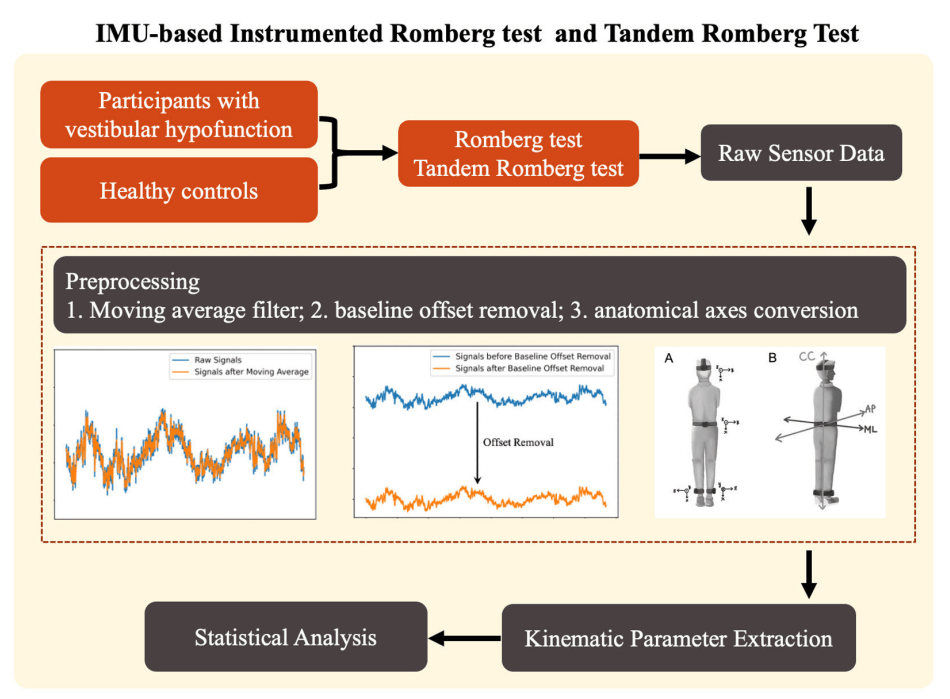 IMU-based Instrumented Romberg test and Tandem Romberg Test
Participants with
vestibular hypofunction
Healthy controls
Romberg test
Tandem Romberg test
Raw Sensor Data
Preprocessing
1. Moving average filter; 2. baseline offset removal; 3. anatomical axes conversion
Raw Signals
Signals after Moving Average
Signals before Baseline Offset Removal
Signals after Baseline Offset Removal
Offset Removal
A
B
CC
AP
ML
Statistical Analysis
Kinematic Parameter Extraction